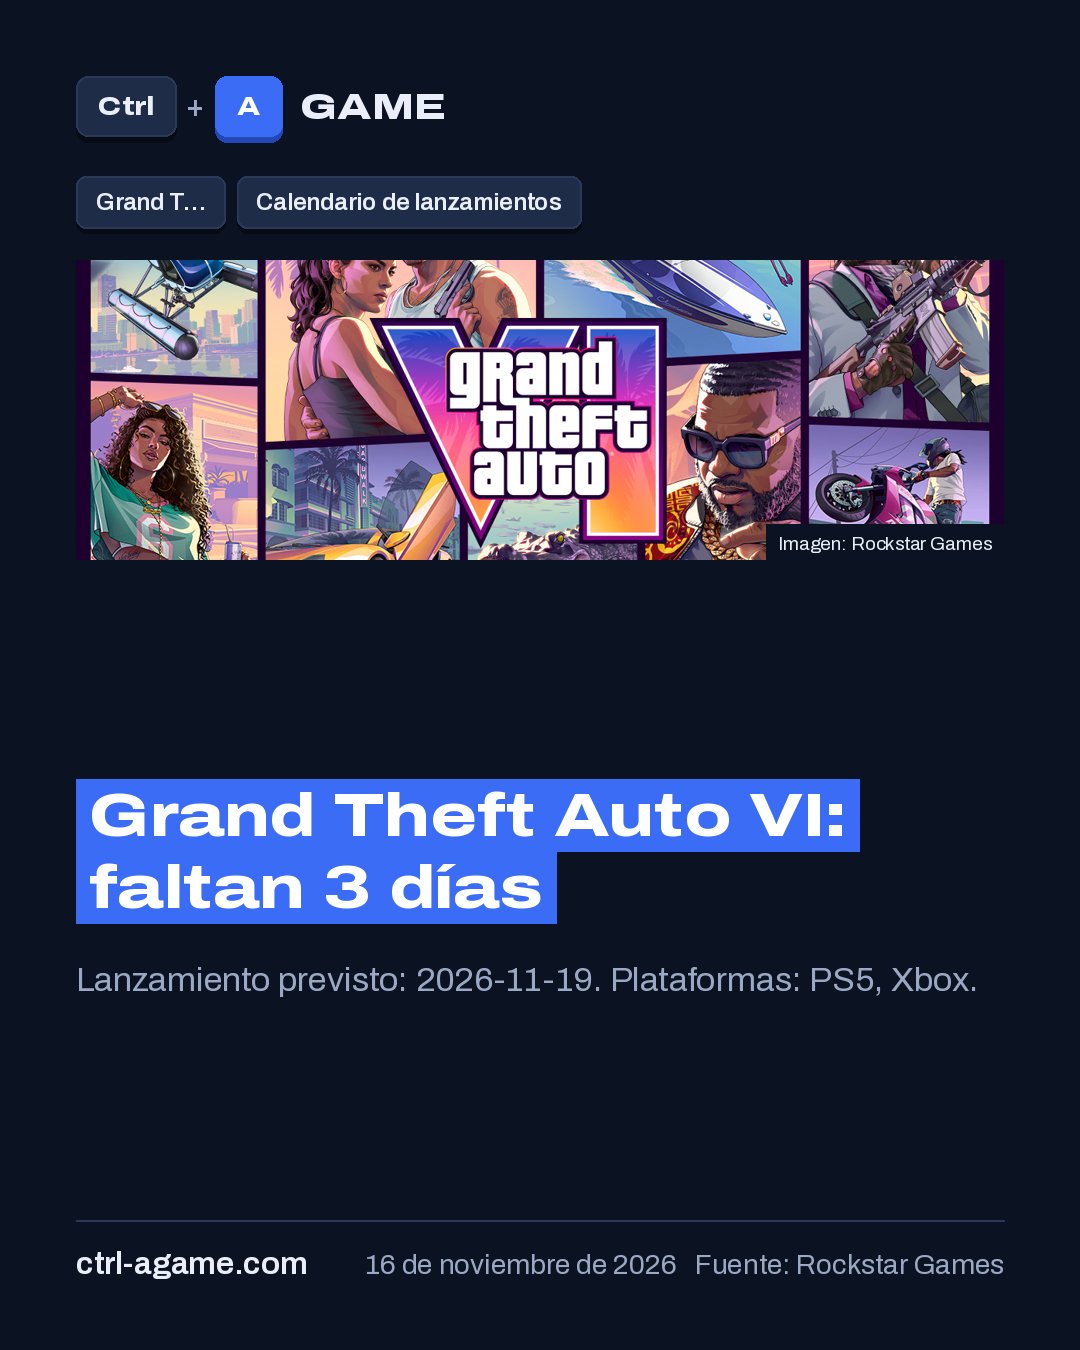 Ctrl + A GAME
Grand T... Calendario de lanzamientos
VI
grand
theft
auto
Imagen: Rockstar Games
Grand Theft Auto VI:
faltan 3 días
Lanzamiento previsto: 2026-11-19. Plataformas: PS5, Xbox.
ctrl-agame.com 16 de noviembre de 2026 Fuente: Rockstar Games